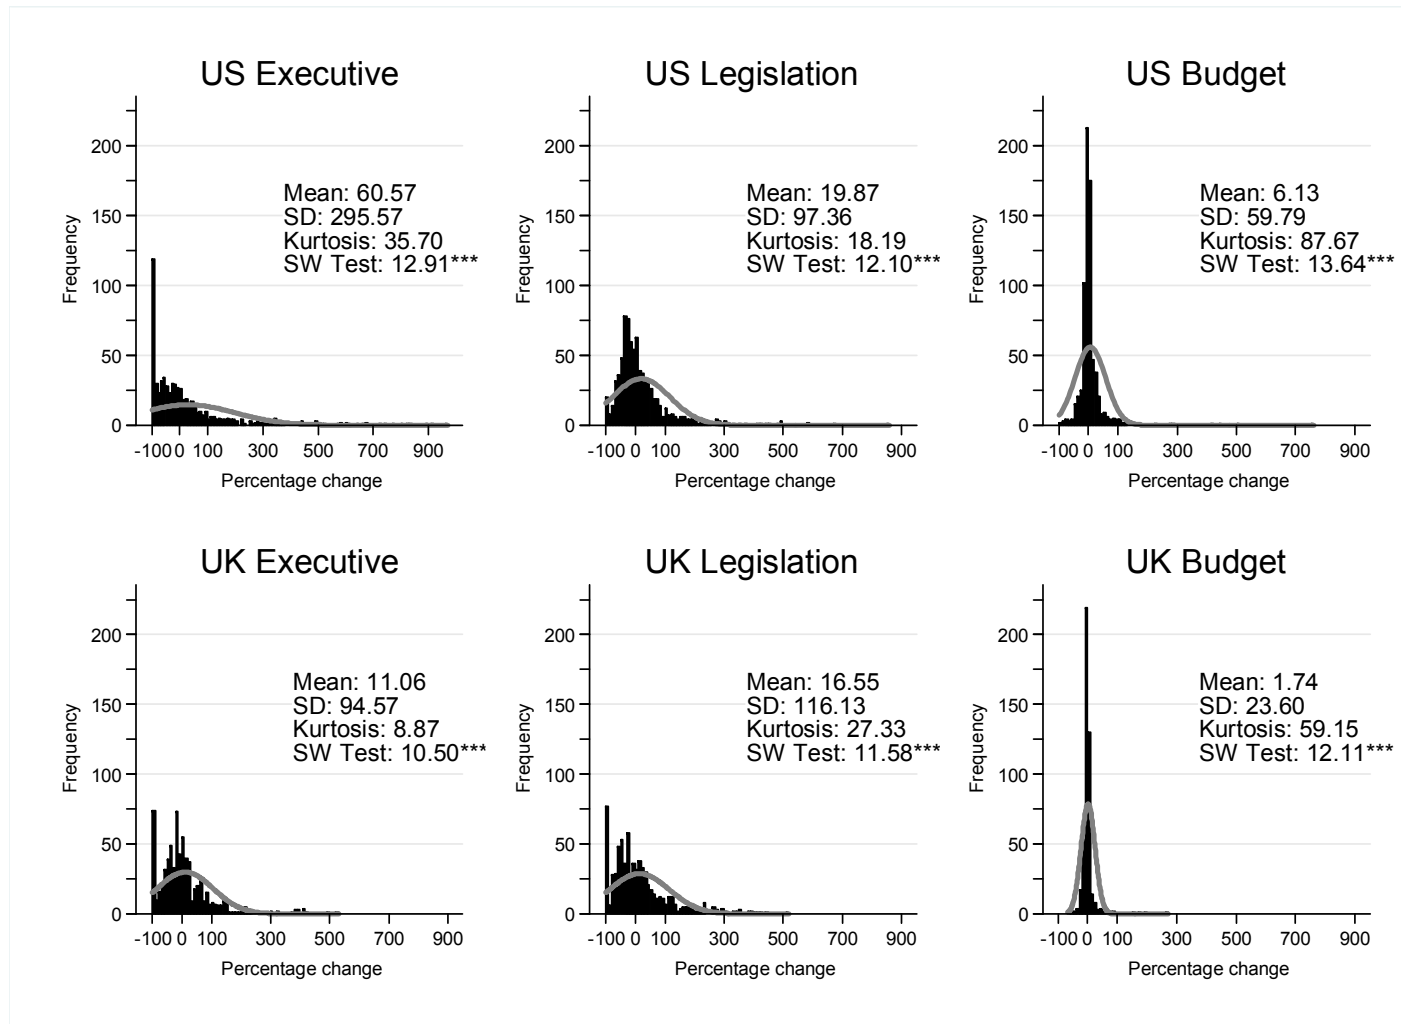 US Executive
US Legislation
US Budget
Frequency
200
150
100
50
0
Mean: 60.57
SD: 295.57
Kurtosis: 35.70
SW Test: 12.91***
-100 0 100 300 500 700 900
Percentage change
Frequency
200
150
100
50
0
Mean: 19.87
SD: 97.36
Kurtosis: 18.19
SW Test: 12.10***
-100 0 100 300 500 700 900
Percentage change
Frequency
200
150
100
50
0
Mean: 6.13
SD: 59.79
Kurtosis: 87.67
SW Test: 13.64***
-100 0 100 300 500 700 900
Percentage change
UK Executive
UK Legislation
UK Budget
Frequency
200
150
100
50
0
Mean: 11.06
SD: 94.57
Kurtosis: 8.87
SW Test: 10.50***
-100 0 100 300 500 700 900
Percentage change
Frequency
200
150
100
50
0
Mean: 16.55
SD: 116.13
Kurtosis: 27.33
SW Test: 11.58***
-100 0 100 300 500 700 900
Percentage change
Frequency
200
150
100
50
0
Mean: 1.74
SD: 23.60
Kurtosis: 59.15
SW Test: 12.11***
-100 0 100 300 500 700 900
Percentage change